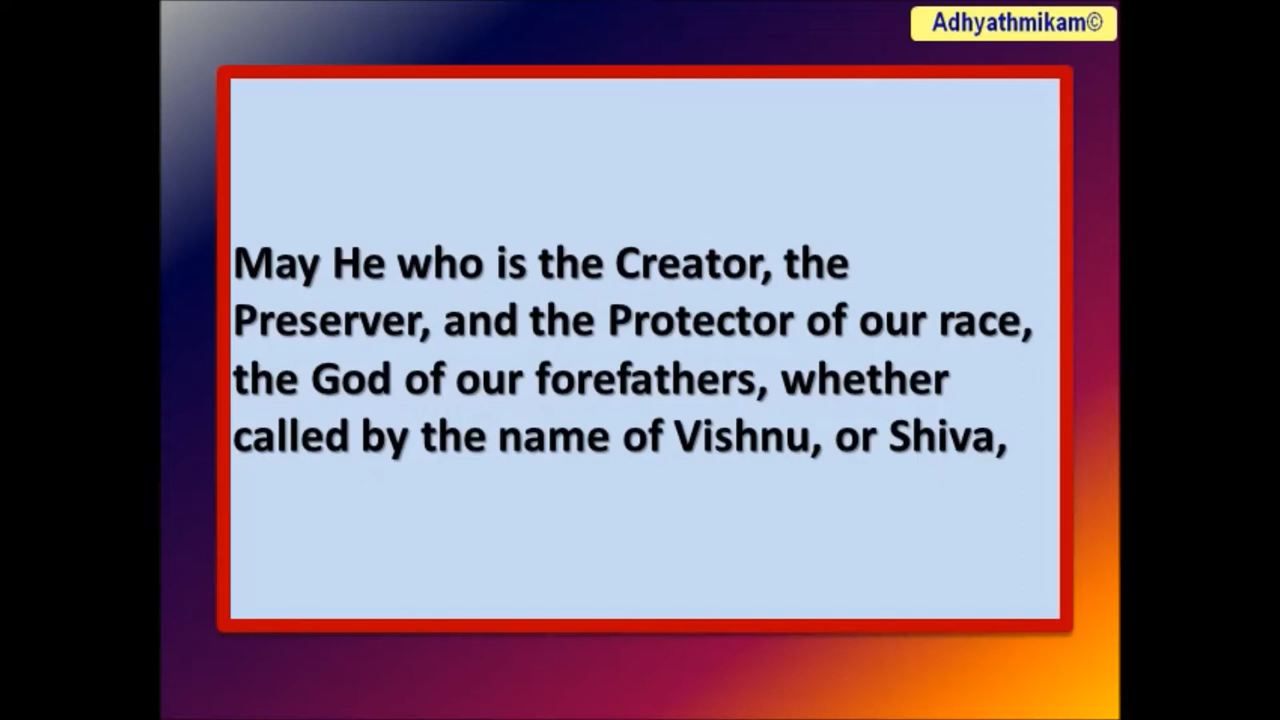 Adhyathmikam©
May He who is the Creator, the
Preserver, and the Protector of our race,
the God of our forefathers, whether
called by the name of Vishnu, or Shiva,